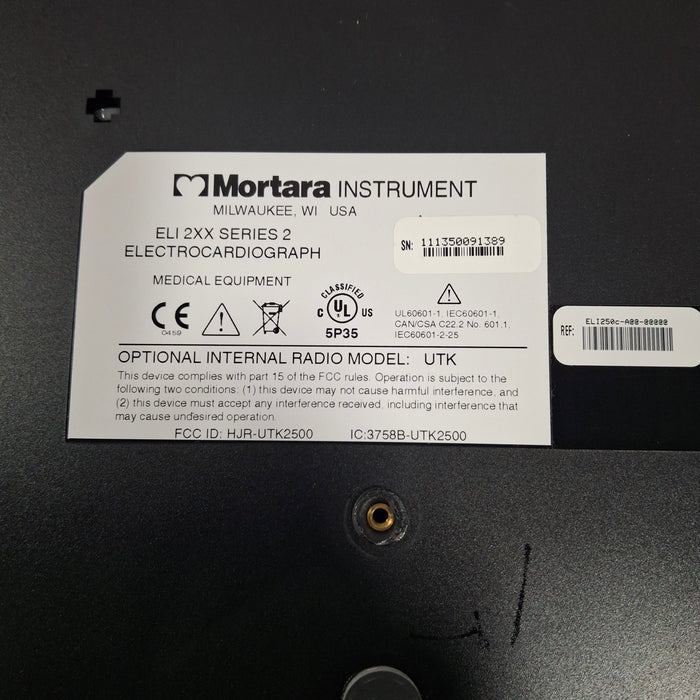 Mortara INSTRUMENT
MILWAUKEE, WI USA
ELI 2XX SERIES 2
ELECTROCARDIOGRAPH
SN: 111350091389
MEDICAL EQUIPMENT
0459
CLASSIFIED
C UL US
5P35
UL60601-1, IEC60601-1,
CAN/CSA C22.2 No. 601.1,
IEC60601-2-25
REF: ELI250c-A00-00000
OPTIONAL INTERNAL RADIO MODEL: UTK
This device complies with part 15 of the FCC rules. Operation is subject to the
following two conditions: (1) this device may not cause harmful interference, and
(2) this device must accept any interference received, including interference that
may cause undesired operation.
FCC ID: HJR-UTK2500 IC:3758B-UTK2500